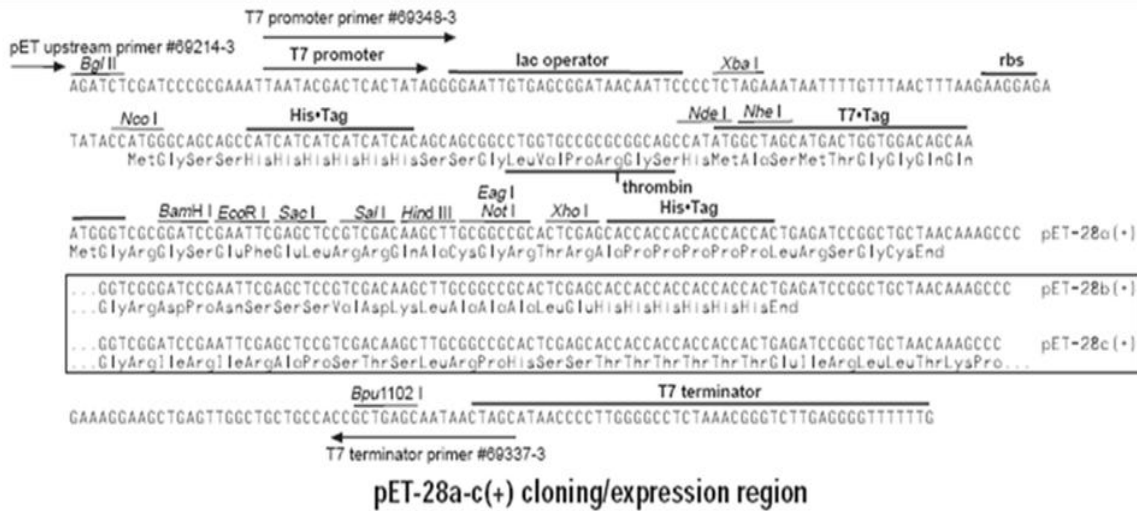 T7 promoter primer #69348-3
pET upstream primer #69214-3
Bgl II T7 promoter lac operator Xba I rbs
AGATCTCGATCCCGCGAAATTAATACGACTCACTATAGGGGAATTGTGAGCGGATAACAATTCCCCTCTAGAAATAATTTTGTTTAACTTTAAGAAGGAGA
Nco I His•Tag Nde I Nhe I T7•Tag
TATACCATGGGCAGCAGCCATCATCATCATCATCACAGCAGCGGCCTGGTGCCGCGCGGCAGCCATATGGCTAGCATGACTGGTGGACAGCAA
MetGlySerSerHisHisHisHisHisHisSerSerGlyLeuValProArgGlySerHisMetAlaSerMetThrGlyGlyGlnGln
thrombin
Eag I
BamH I EcoR I Sac I Sal I Hind III Not I Xho I His•Tag
ATGGGTCGCGGATCCGAATTCGAGCTCCGTCGACAAGCTTGCGGCCGCACTCGAGCACCACCACCACCACCACTGAGATCCGGCTGCTAACAAAGCCC pET-28a(+)
MetGlyArgGlySerGluPheGluLeuArgArgGlnAlaCysGlyArgThrArgAlaProProProProProProLeuArgSerGlyCysEnd
...GGTCGGGATCCGAATTCGAGCTCCGTCGACAAGCTTGCGGCCGCACTCGAGCACCACCACCACCACCACTGAGATCCGGCTGCTAACAAAGCCC pET-28b(+)
...GlyArgAspProAsnSerSerSerValAspLysLeuAlaAlaAlaLeuGluHisHisHisHisHisHisEnd
...GGTCGGATCCGAATTCGAGCTCCGTCGACAAGCTTGCGGCCGCACTCGAGCACCACCACCACCACCACTGAGATCCGGCTGCTAACAAAGCCC pET-28c(+)
...GlyArgIleArgIleArgAlaProSerThrSerLeuArgProHisSerSerThrThrThrThrThrThrGluIleArgLeuLeuThrLysPro...
Bpu1102 I T7 terminator
GAAAGGAAGCTGAGTTGGCTGCTGCCACCGCTGAGCAATAACTAGCATAACCCCTTGGGGCCTCTAAACGGGTCTTGAGGGGTTTTTTG
T7 terminator primer #69337-3
pET-28a-c(+) cloning/expression region